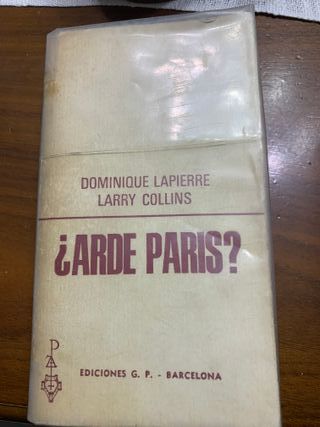 DOMINIQUE LAPIERRE
LARRY COLLINS
¿ARDE PARIS?
EDICIONES G. P. - BARCELONA